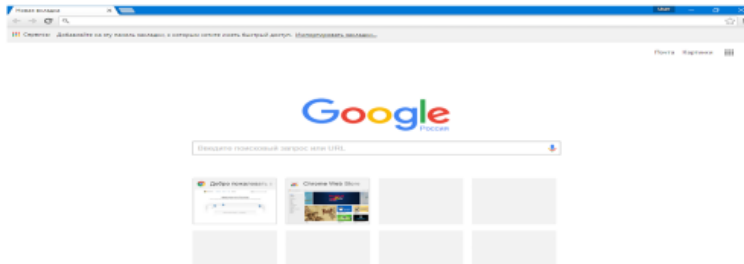 Новая вкладка
User
Сервисы Добавляйте на эту панель закладки, к которым хотите иметь быстрый доступ. Импортировать закладки...
Почта Картинки
Google
Россия
Введите поисковый запрос или URL
Добро пожаловать в
Chrome Web Store